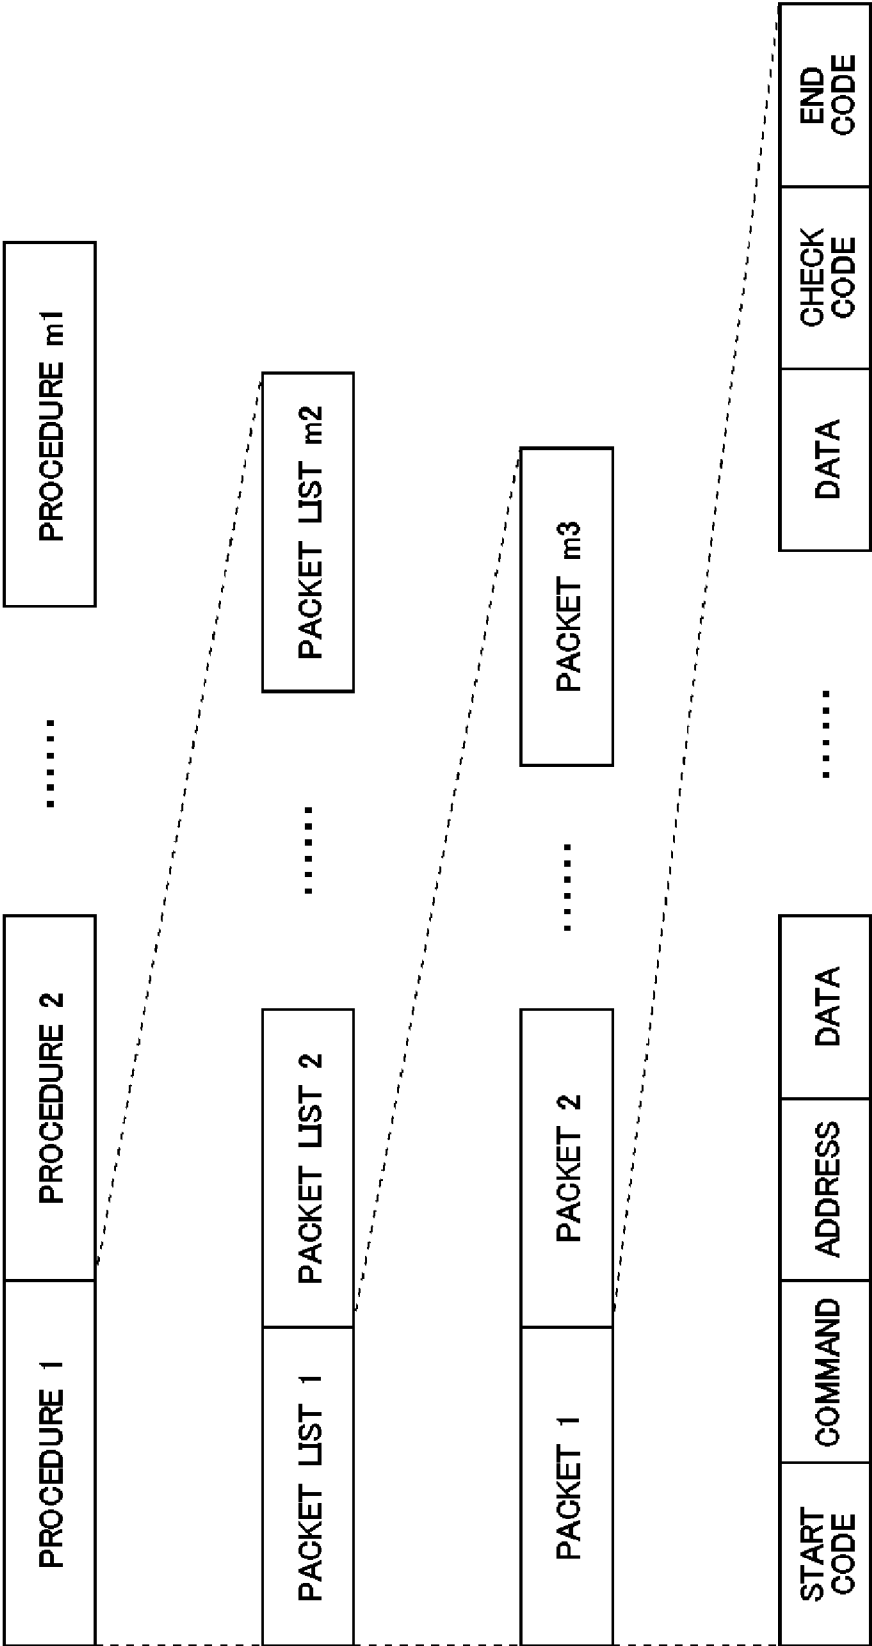 PROCEDURE 1
PROCEDURE 2
......
PROCEDURE m1
PACKET LIST 1
PACKET LIST 2
......
PACKET LIST m2
PACKET 1
PACKET 2
......
PACKET m3
START
CODE
COMMAND
ADDRESS
DATA
......
DATA
CHECK
CODE
END
CODE